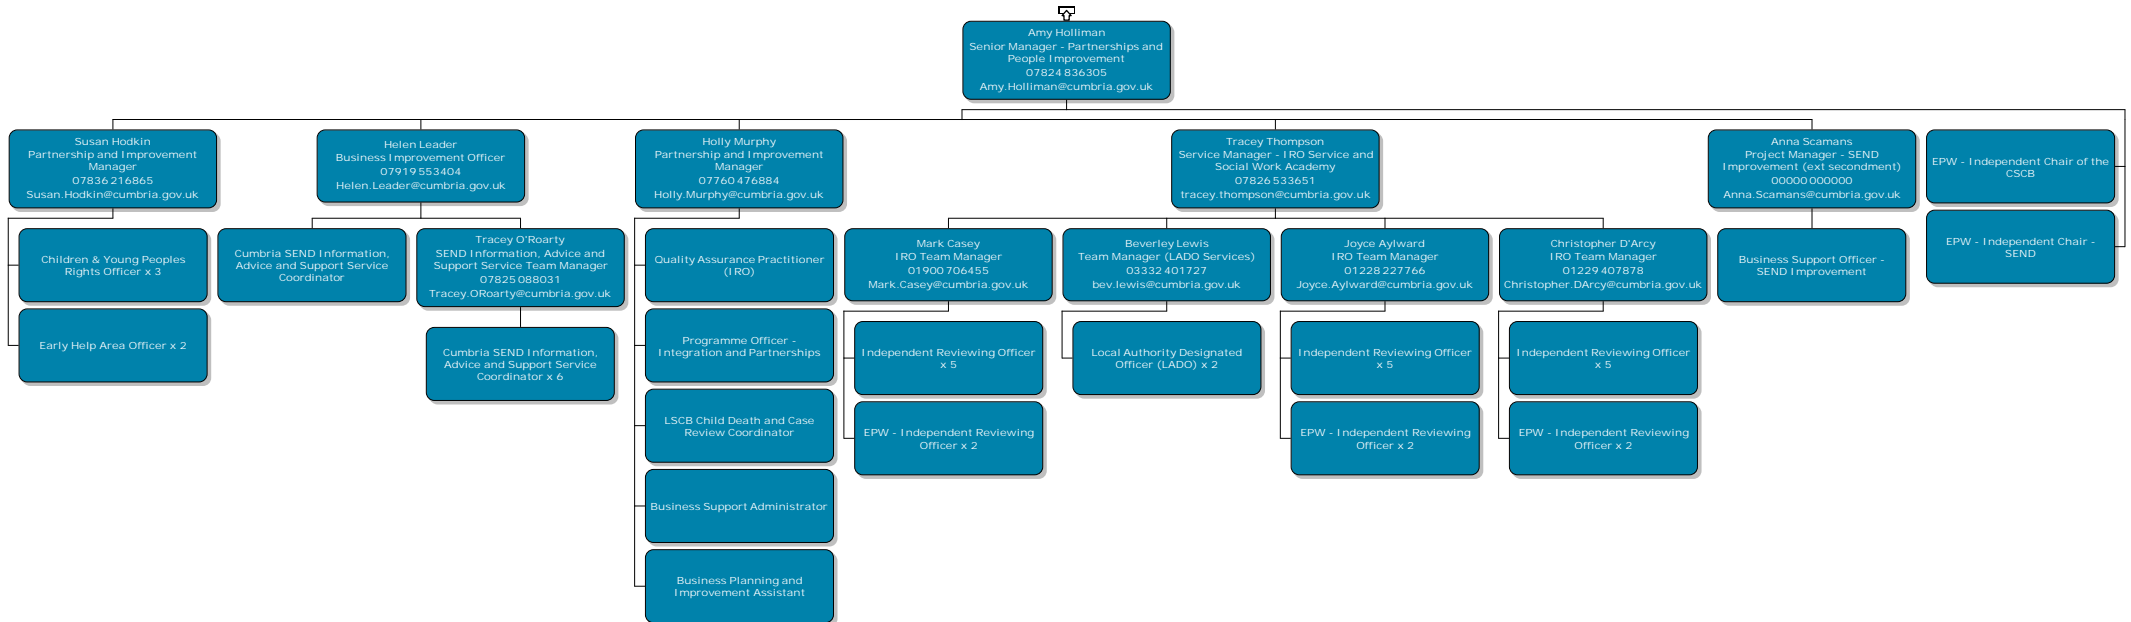 Amy Holliman
Senior Manager - Partnerships and
People Improvement
07824 836305
Amy.Holliman@cumbria.gov.uk
Susan Hodkin
Partnership and Improvement
Manager
07836 216865
Susan.Hodkin@cumbria.gov.uk
Children & Young Peoples
Rights Officer x 3
Early Help Area Officer x 2
Helen Leader
Business Improvement Officer
07919 553404
Helen.Leader@cumbria.gov.uk
Cumbria SEND Information,
Advice and Support Service
Coordinator
Tracey O'Roarty
SEND Information, Advice and
Support Service Team Manager
07825 088031
Tracey.ORoarty@cumbria.gov.uk
Cumbria SEND Information,
Advice and Support Service
Coordinator x 6
Holly Murphy
Partnership and Improvement
Manager
07760 476884
Holly.Murphy@cumbria.gov.uk
Quality Assurance Practitioner
(IRO)
Programme Officer -
Integration and Partnerships
LSCB Child Death and Case
Review Coordinator
Business Support Administrator
Business Planning and
Improvement Assistant
Tracey Thompson
Service Manager - IRO Service and
Social Work Academy
07826 533651
tracey.thompson@cumbria.gov.uk
Mark Casey
IRO Team Manager
01900 706455
Mark.Casey@cumbria.gov.uk
Independent Reviewing Officer
x 5
EPW - Independent Reviewing
Officer x 2
Beverley Lewis
Team Manager (LADO Services)
03332 401727
bev.lewis@cumbria.gov.uk
Local Authority Designated
Officer (LADO) x 2
Joyce Aylward
IRO Team Manager
01228 227766
Joyce.Aylward@cumbria.gov.uk
Independent Reviewing Officer
x 5
EPW - Independent Reviewing
Officer x 2
Christopher D'Arcy
IRO Team Manager
01229 407878
Christopher.DArcy@cumbria.gov.uk
Independent Reviewing Officer
x 5
EPW - Independent Reviewing
Officer x 2
Anna Scamans
Project Manager - SEND
Improvement (ext secondment)
00000 000000
Anna.Scamans@cumbria.gov.uk
Business Support Officer -
SEND Improvement
EPW - Independent Chair of the
CSCB
EPW - Independent Chair -
SEND